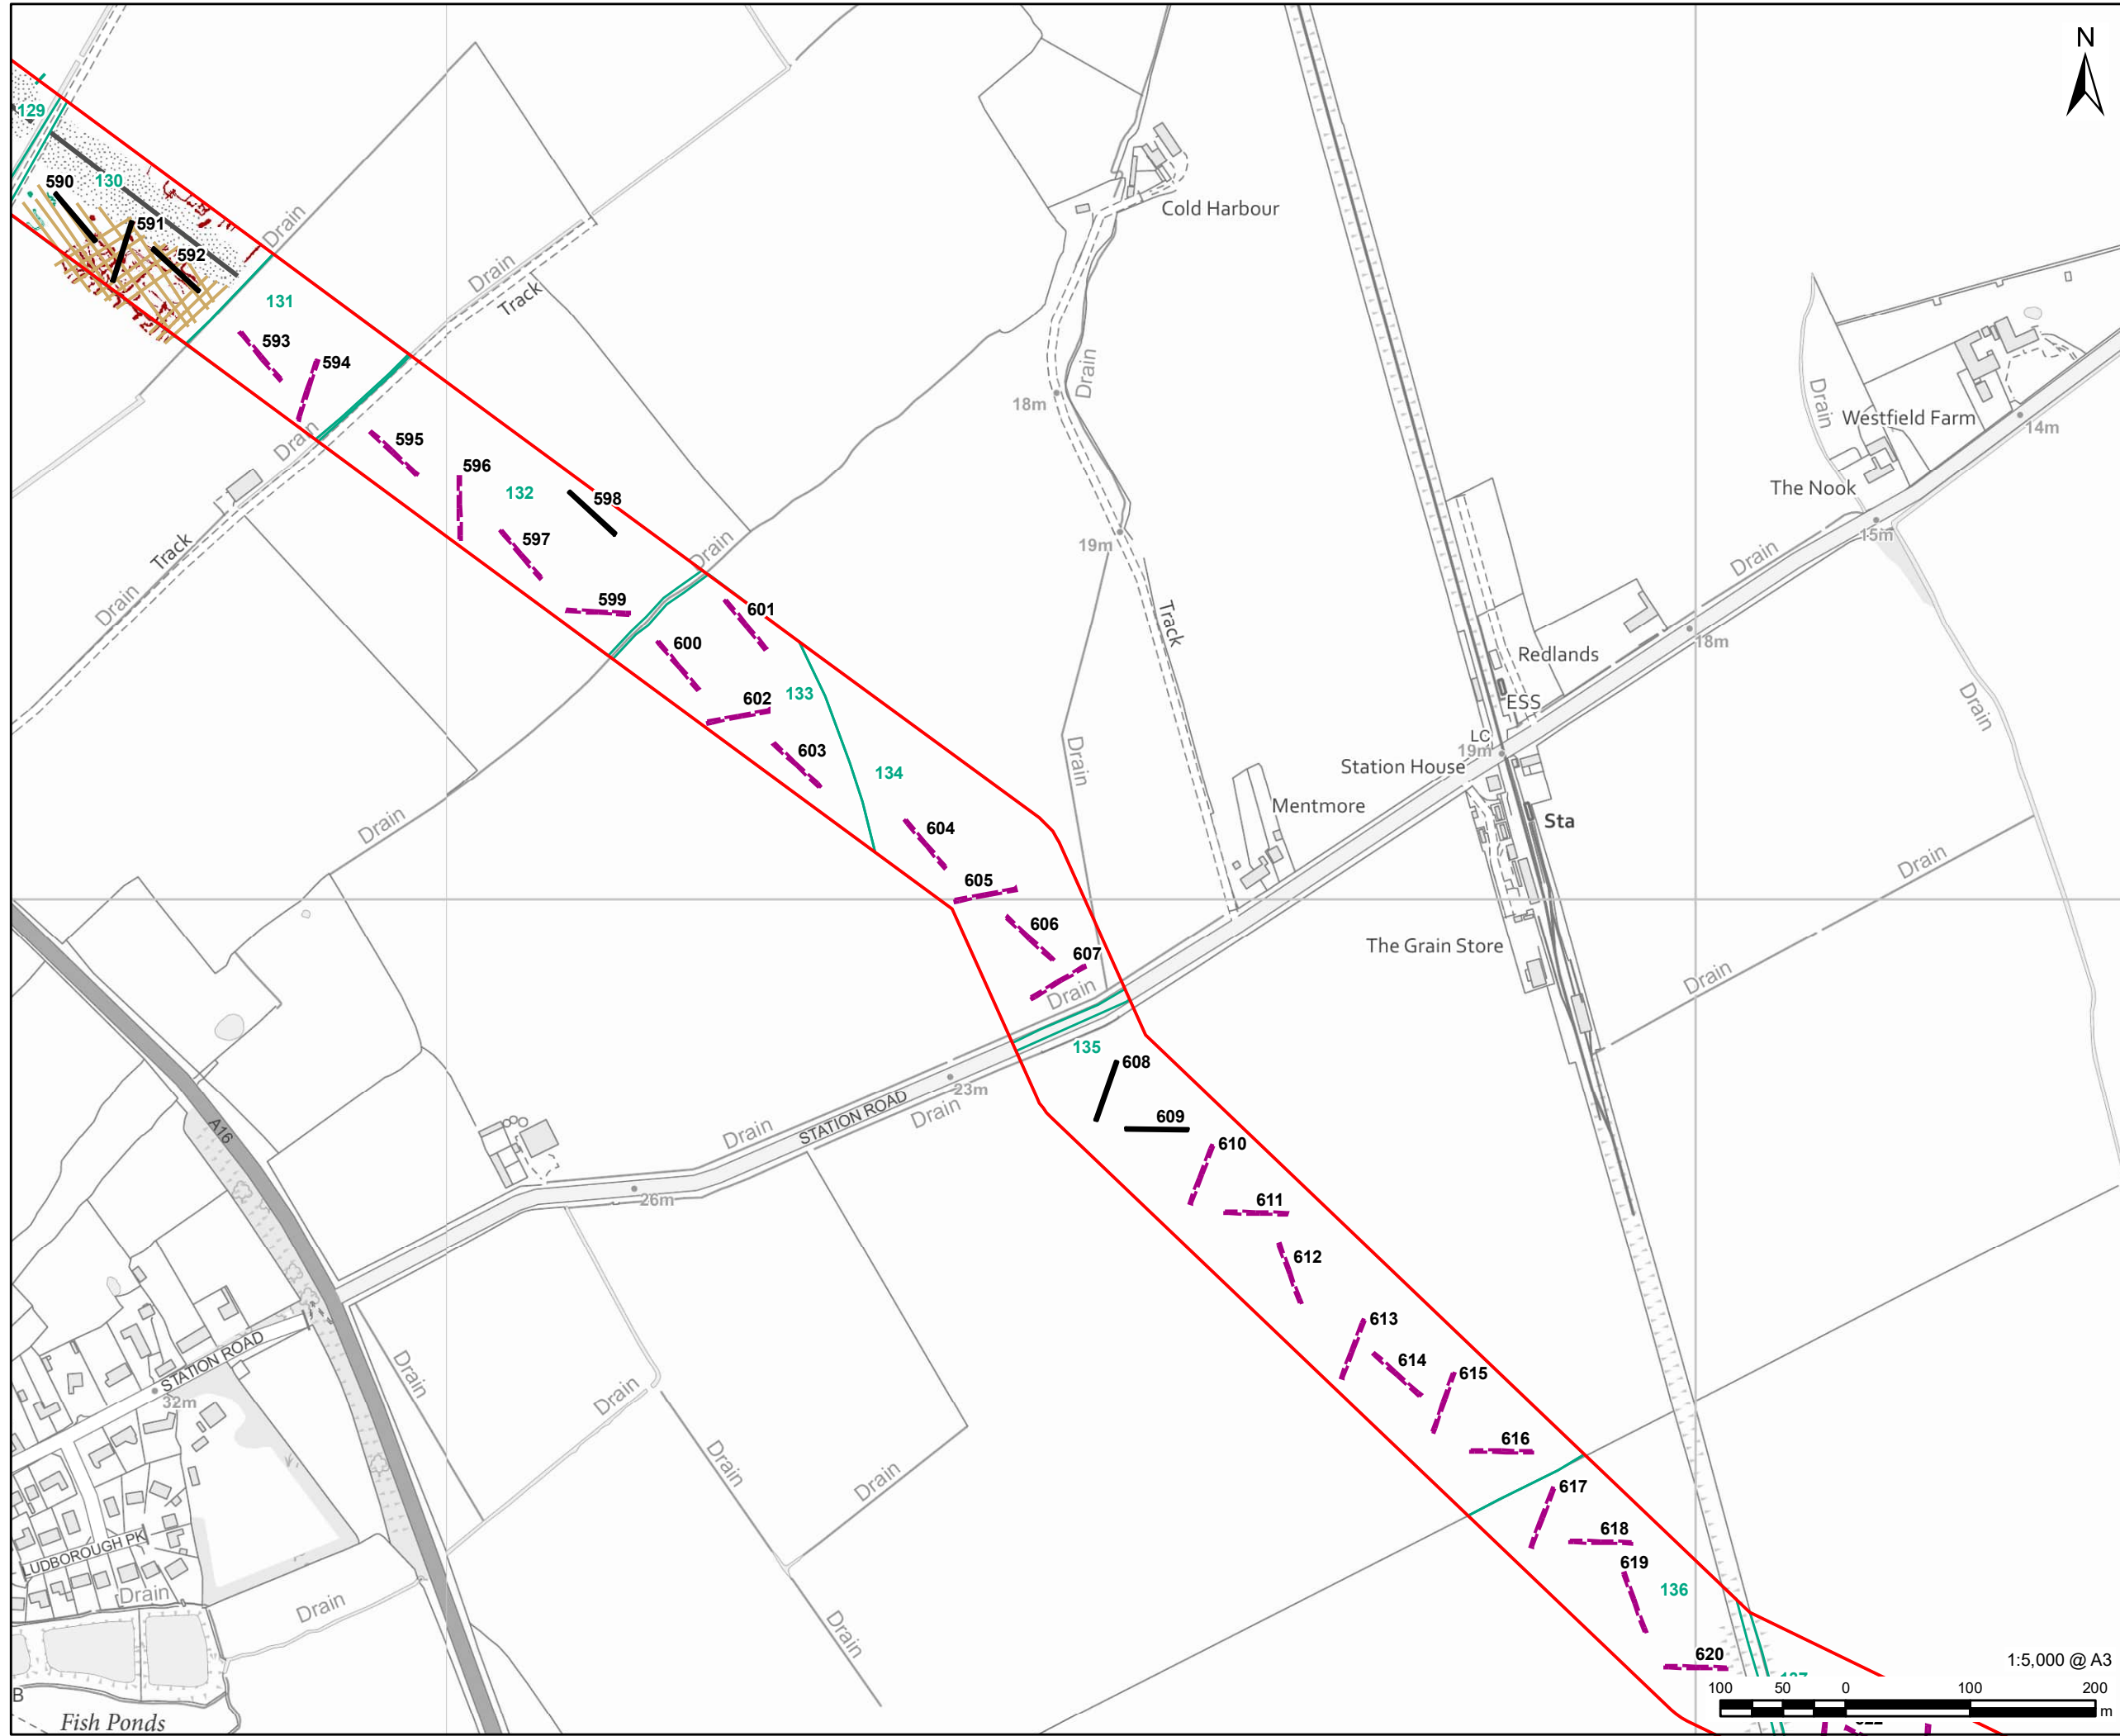 N
129
130
590
591
592
Drain
131
593
594
Drain
Track
Drain
595
596
132
598
597
599
Drain
601
600
602
133
603
134
604
605
606
607
Drain
Track
Drain
Drain
Cold Harbour
18m
Drain
19m
Track
Drain
Mentmore
Station House
LC
19m
ESS
Redlands
Sta
The Grain Store
18m
Drain
The Nook
15m
Westfield Farm
14m
Drain
Drain
Drain
Drain
135
608
609
610
611
612
613
614
615
616
617
618
619
136
620
23m
STATION ROAD
Drain
Drain
26m
A16
STATION ROAD
32m
Drain
Drain
Drain
Drain
Drain
LUDBOROUGH PK
Drain
Drain
B
Fish Ponds
1:5,000 @ A3
100 50 0 100 200
m